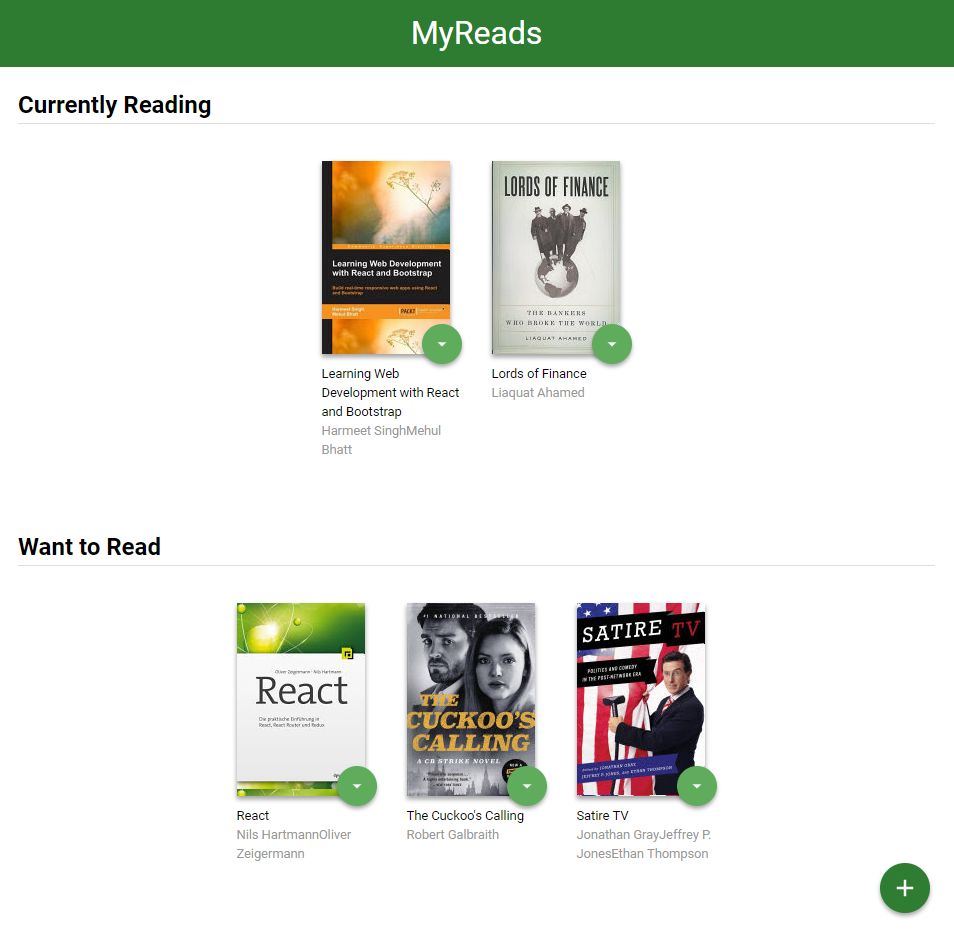 MyReads
Currently Reading
Learning Web Development
with React and Bootstrap
Build real-time responsive web apps using React
and Bootstrap
Harmeet Singh
Mehul Bhatt
PACKT
LORDS OF FINANCE
THE BANKERS
WHO BROKE THE WORLD
LIAQUAT AHAMED
Learning Web
Development with React
and Bootstrap
Harmeet SinghMehul
Bhatt
Lords of Finance
Liaquat Ahamed
Want to Read
Oliver Zeigermann · Nils Hartmann
React
Die praktische Einführung in
React, React Router und Redux
#1 NATIONAL BESTSELLER
THE
CUCKOO'S
CALLING
A CB STRIKE NOVEL
SATIRE TV
POLITICS AND COMEDY
IN THE POST-NETWORK ERA
Edited by JONATHAN GRAY,
JEFFREY P. JONES, AND ETHAN THOMPSON
React
Nils HartmannOliver
Zeigermann
The Cuckoo's Calling
Robert Galbraith
Satire TV
Jonathan GrayJeffrey P.
JonesEthan Thompson